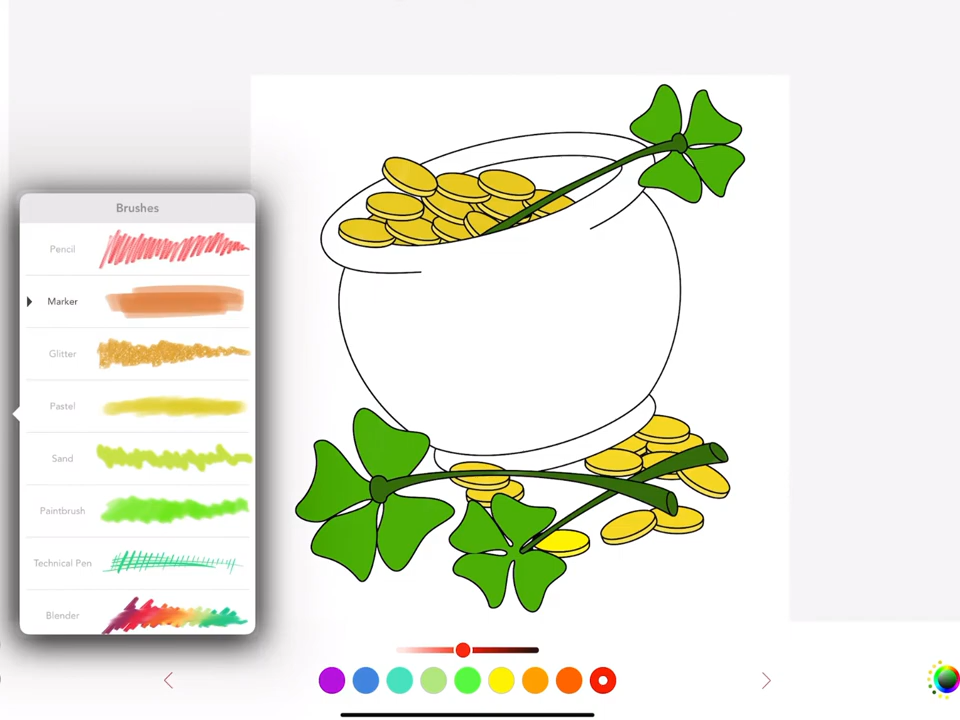 Brushes
Pencil
Marker
Glitter
Pastel
Sand
Paintbrush
Technical Pen
Blender